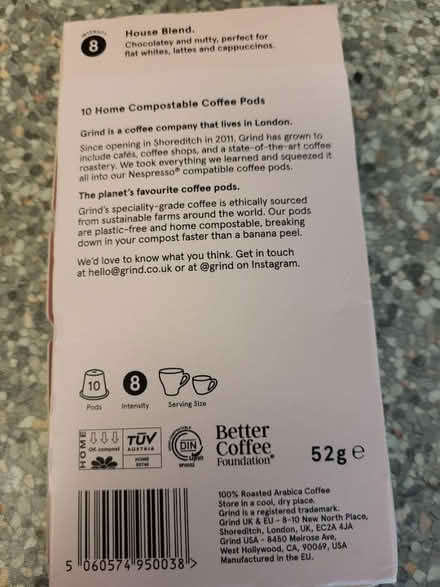 INTENSITY
8
House Blend.
Chocolatey and nutty, perfect for
flat whites, lattes and cappuccinos.
10 Home Compostable Coffee Pods
Grind is a coffee company that lives in London.
Since opening in Shoreditch in 2011, Grind has grown to
include cafés, coffee shops, and a state-of-the-art coffee
roastery. We took everything we learned and squeezed it
all into our Nespresso® compatible coffee pods.
The planet's favourite coffee pods.
Grind's speciality-grade coffee is ethically sourced
from sustainable farms around the world. Our pods
are plastic-free and home compostable, breaking
down in your compost faster than a banana peel.
We'd love to know what you think. Get in touch
at hello@grind.co.uk or at @grind on Instagram.
10
8
Pods
Intensity
Serving Size
HOME
OK compost
TÜV
AUSTRIA
HOME
DIN
Better
Coffee
Foundation®
52g e
100% Roasted Arabica Coffee
Store in a cool, dry place.
Grind is a registered trademark.
Grind UK & EU - 8-10 New North Place,
Shoreditch, London, UK, EC2A 4JA
Grind USA - 8450 Melrose Ave,
West Hollywood, CA, 90069, USA
Manufactured in the EU.
5 060574 950038 >